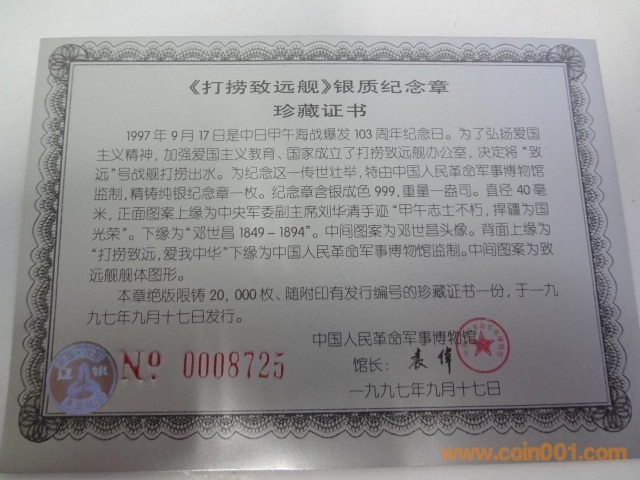 《打捞致远舰》银质纪念章
珍藏证书
1997年9月17日是中日甲午海战爆发103周年纪念日。为了弘扬爱国
主义精神，加强爱国主义教育、国家成立了打捞致远舰办公室，决定将“致
远”号战舰打捞出水。为纪念这一传世壮举，特由中国人民革命军事博物馆
监制，精铸纯银纪念章一枚。纪念章含银成色999，重量一盎司。直径40毫
米，正面图案上缘为中央军委副主席刘华清手迹“甲午志士不朽，捍疆为国
光荣”。下缘为“邓世昌1849－1894”。中间图案为邓世昌头像。背面上缘为
“打捞致远，爱我中华”下缘为中国人民革命军事博物馆监制。中间图案为致
远舰舰体图形。
本章绝版限铸20,000枚、随附印有发行编号的珍藏证书一份，于一九
九七年九月十七日发行。
中国人民革命军事博物馆
馆长：袁伟
一九九七年九月十七日
No 0008725
www.coin001.com